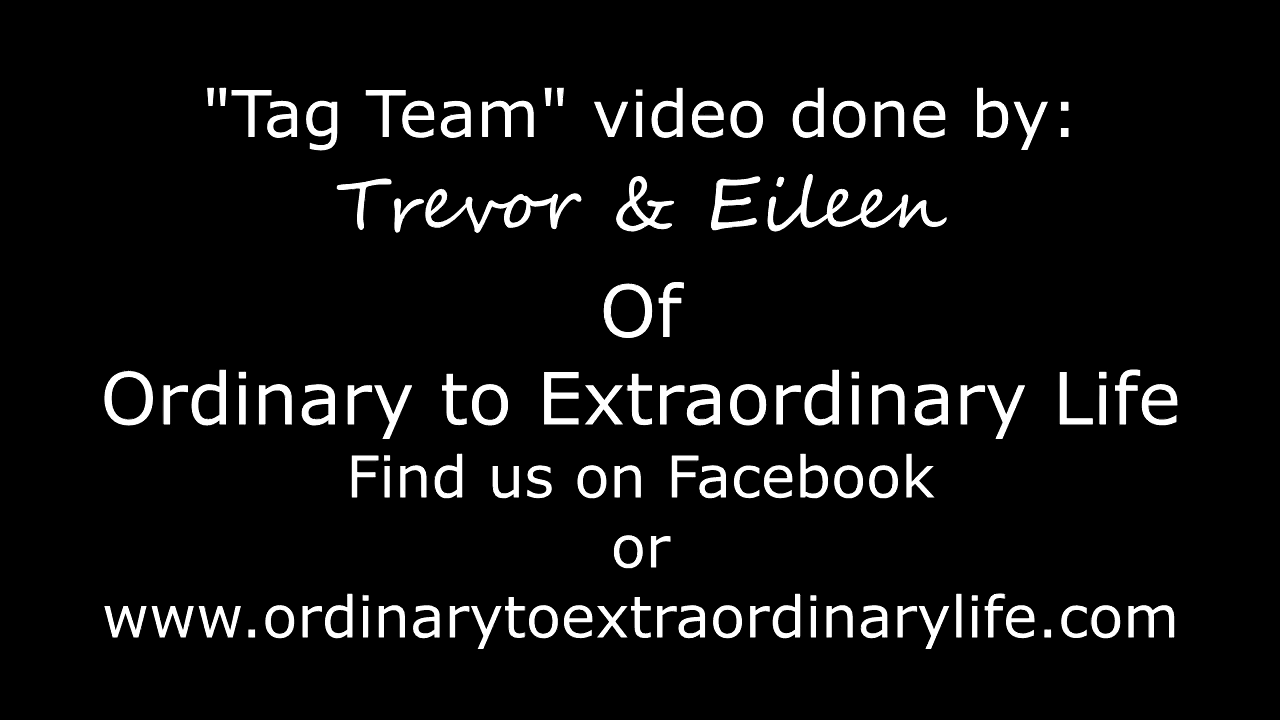 "Tag Team" video done by:
Trevor & Eileen
Of
Ordinary to Extraordinary Life
Find us on Facebook
or
www.ordinarytoextraordinarylife.com